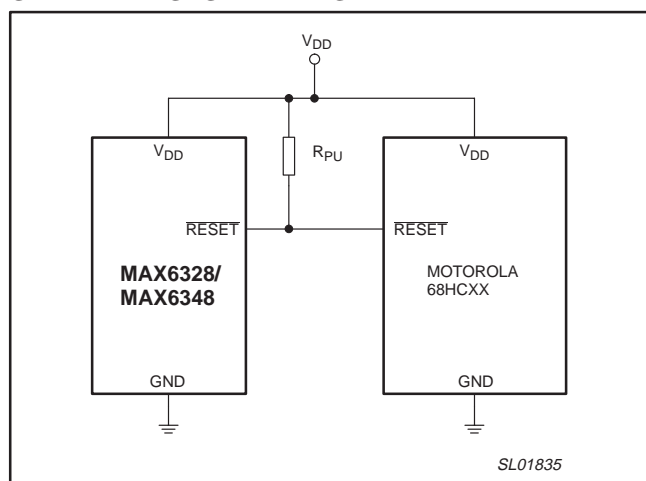 VDD
VDD
RPU
VDD
RESET
RESET
MAX6328/
MAX6348
MOTOROLA
68HCXX
GND
GND
SL01835